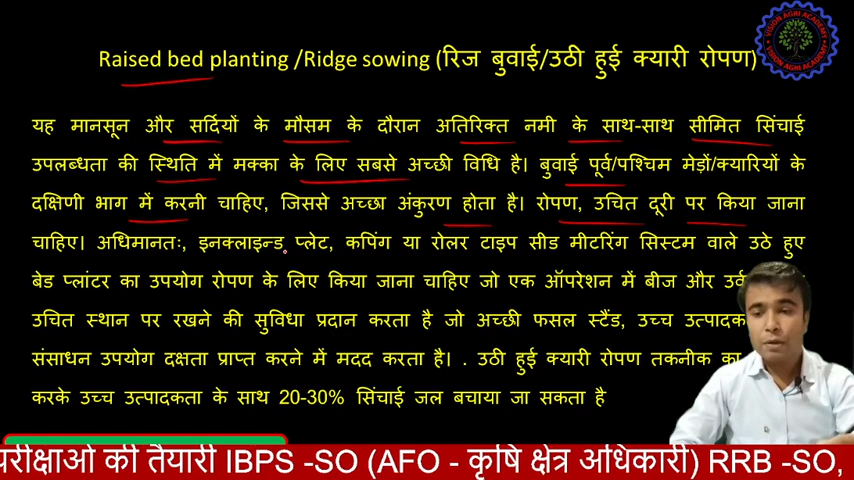 VISION AGRI ACADEMY
Raised bed planting /Ridge sowing (रिज बुवाई/उठी हुई क्यारी रोपण)
यह मानसून और सर्दियों के मौसम के दौरान अतिरिक्त नमी के साथ-साथ सीमित सिंचाई
उपलब्धता की स्थिति में मक्का के लिए सबसे अच्छी विधि है। बुवाई पूर्व/पश्चिम मेड़ों/क्यारियों के
दक्षिणी भाग में करनी चाहिए, जिससे अच्छा अंकुरण होता है। रोपण, उचित दूरी पर किया जाना
चाहिए। अधिमानतः, इनक्लाइन्ड प्लेट, कपिंग या रोलर टाइप सीड मीटरिंग सिस्टम वाले उठे हुए
बेड प्लांटर का उपयोग रोपण के लिए किया जाना चाहिए जो एक ऑपरेशन में बीज और
उचित स्थान पर रखने की सुविधा प्रदान करता है जो अच्छी फसल स्टैंड, उच्च
संसाधन उपयोग दक्षता प्राप्त करने में मदद करता है। . उठी हुई क्यारी रोपण तकनीक का
करके उच्च उत्पादकता के साथ 20-30% सिंचाई जल बचाया जा सकता है
परीक्षाओ की तैयारी IBPS -SO (AFO - कृषि क्षेत्र अधिकारी) RRB -SO,